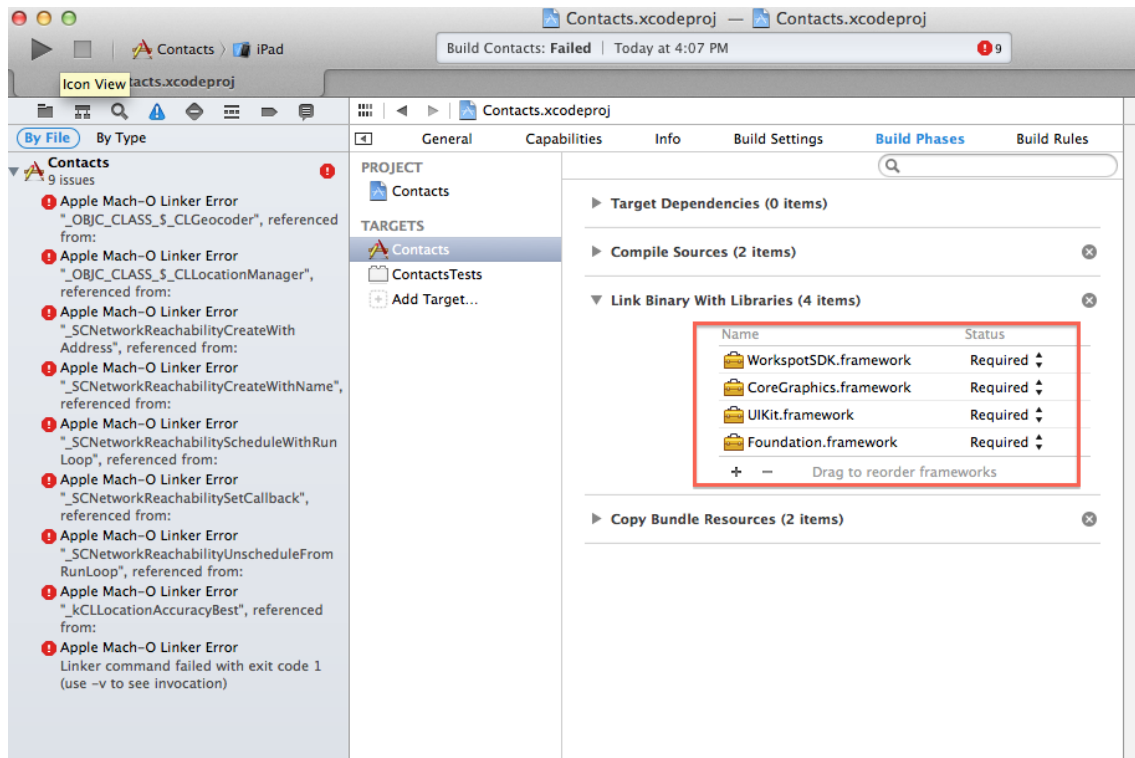 Contacts.xcodeproj — Contacts.xcodeproj
Contacts iPad
Build Contacts: Failed | Today at 4:07 PM
9
Icon View
tacts.xcodeproj
Contacts.xcodeproj
By File By Type
General Capabilities Info Build Settings Build Phases Build Rules
Contacts
9 issues
Apple Mach-O Linker Error
"_OBJC_CLASS_$_CLGeocoder", referenced
from:
Apple Mach-O Linker Error
"_OBJC_CLASS_$_CLLocationManager",
referenced from:
Apple Mach-O Linker Error
"_SCNetworkReachabilityCreateWith
Address", referenced from:
Apple Mach-O Linker Error
"_SCNetworkReachabilityCreateWithName",
referenced from:
Apple Mach-O Linker Error
"_SCNetworkReachabilityScheduleWithRun
Loop", referenced from:
Apple Mach-O Linker Error
"_SCNetworkReachabilitySetCallback",
referenced from:
Apple Mach-O Linker Error
"_SCNetworkReachabilityUnscheduleFrom
RunLoop", referenced from:
Apple Mach-O Linker Error
"_kCLLocationAccuracyBest", referenced
from:
Apple Mach-O Linker Error
Linker command failed with exit code 1
(use -v to see invocation)
PROJECT
Contacts
TARGETS
Contacts
ContactsTests
Add Target...
Target Dependencies (0 items)
Compile Sources (2 items)
Link Binary With Libraries (4 items)
Name Status
WorkspotSDK.framework Required
CoreGraphics.framework Required
UIKit.framework Required
Foundation.framework Required
+ − Drag to reorder frameworks
Copy Bundle Resources (2 items)